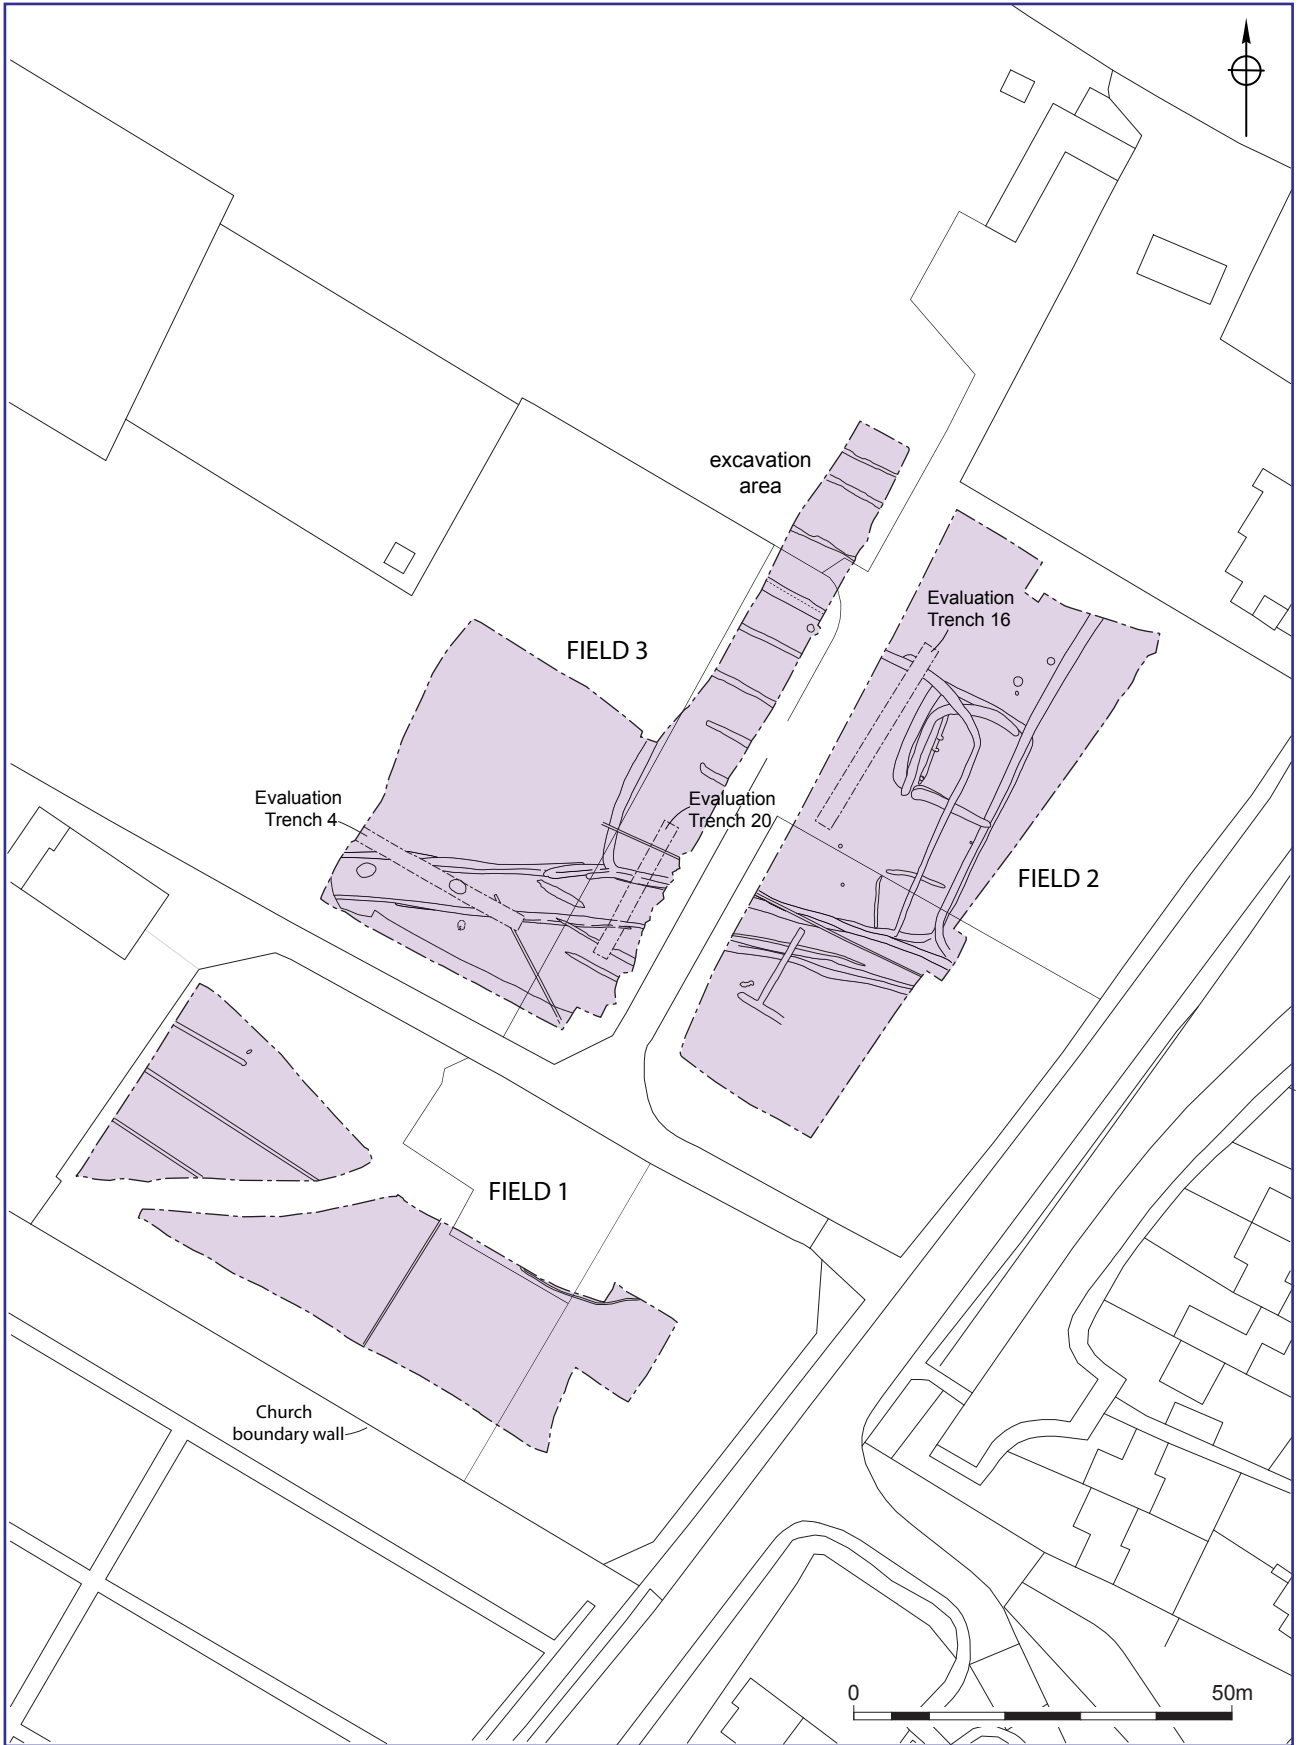 excavation
area
Evaluation
Trench 16
FIELD 3
Evaluation
Trench 4
Evaluation
Trench 20
FIELD 2
FIELD 1
Church
boundary wall
0
50m